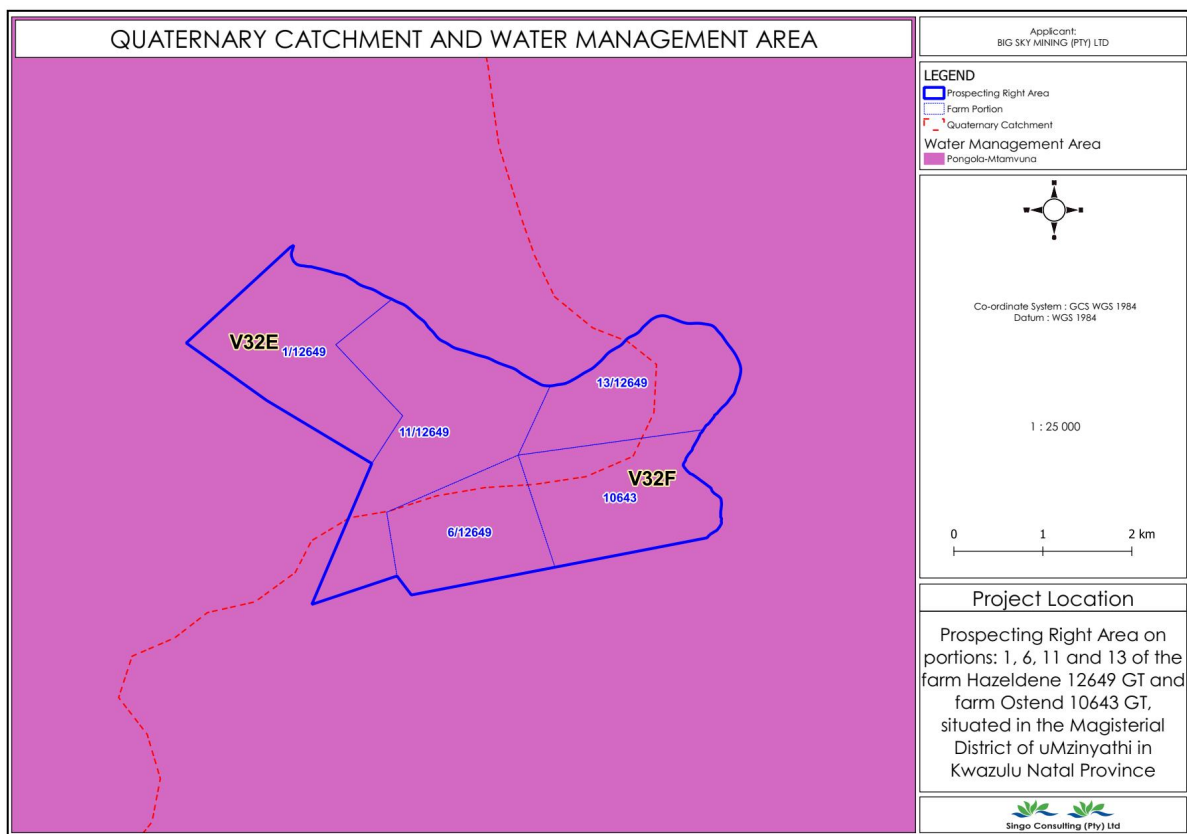 QUATERNARY CATCHMENT AND WATER MANAGEMENT AREA
V32E
1/12649
13/12649
11/12649
V32F
10643
6/12649
Applicant:
BIG SKY MINING (PTY) LTD
LEGEND
Prospecting Right Area
Farm Portion
Quaternary Catchment
Water Management Area
Pongola-Mtamvuna
Co-ordinate System : GCS WGS 1984
Datum : WGS 1984
1 : 25 000
0 1 2 km
Project Location
Prospecting Right Area on
portions: 1, 6, 11 and 13 of the
farm Hazeldene 12649 GT and
farm Ostend 10643 GT,
situated in the Magisterial
District of uMzinyathi in
Kwazulu Natal Province
Singo Consulting (Pty) Ltd